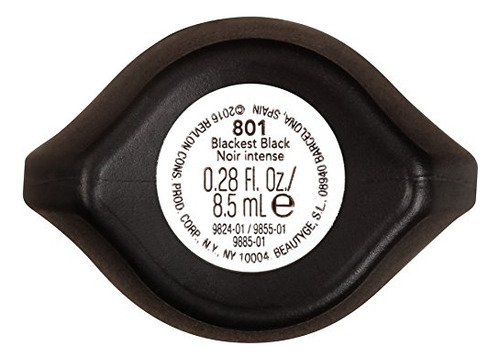 ©2016 REVLON CONS. PROD. CORP., N.Y., NY 10004 BEAUTYGE, S.L. 08940 BARCELONA, SPAIN
801
Blackest Black
Noir intense
0.28 Fl. Oz./
8.5 mL ℮
9824-01 / 9855-01
9885-01